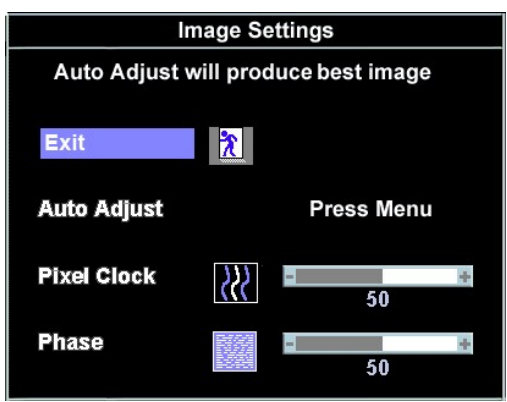 Image Settings
Auto Adjust will produce best image
Exit
Auto Adjust Press Menu
Pixel Clock - +
50
Phase - +
50